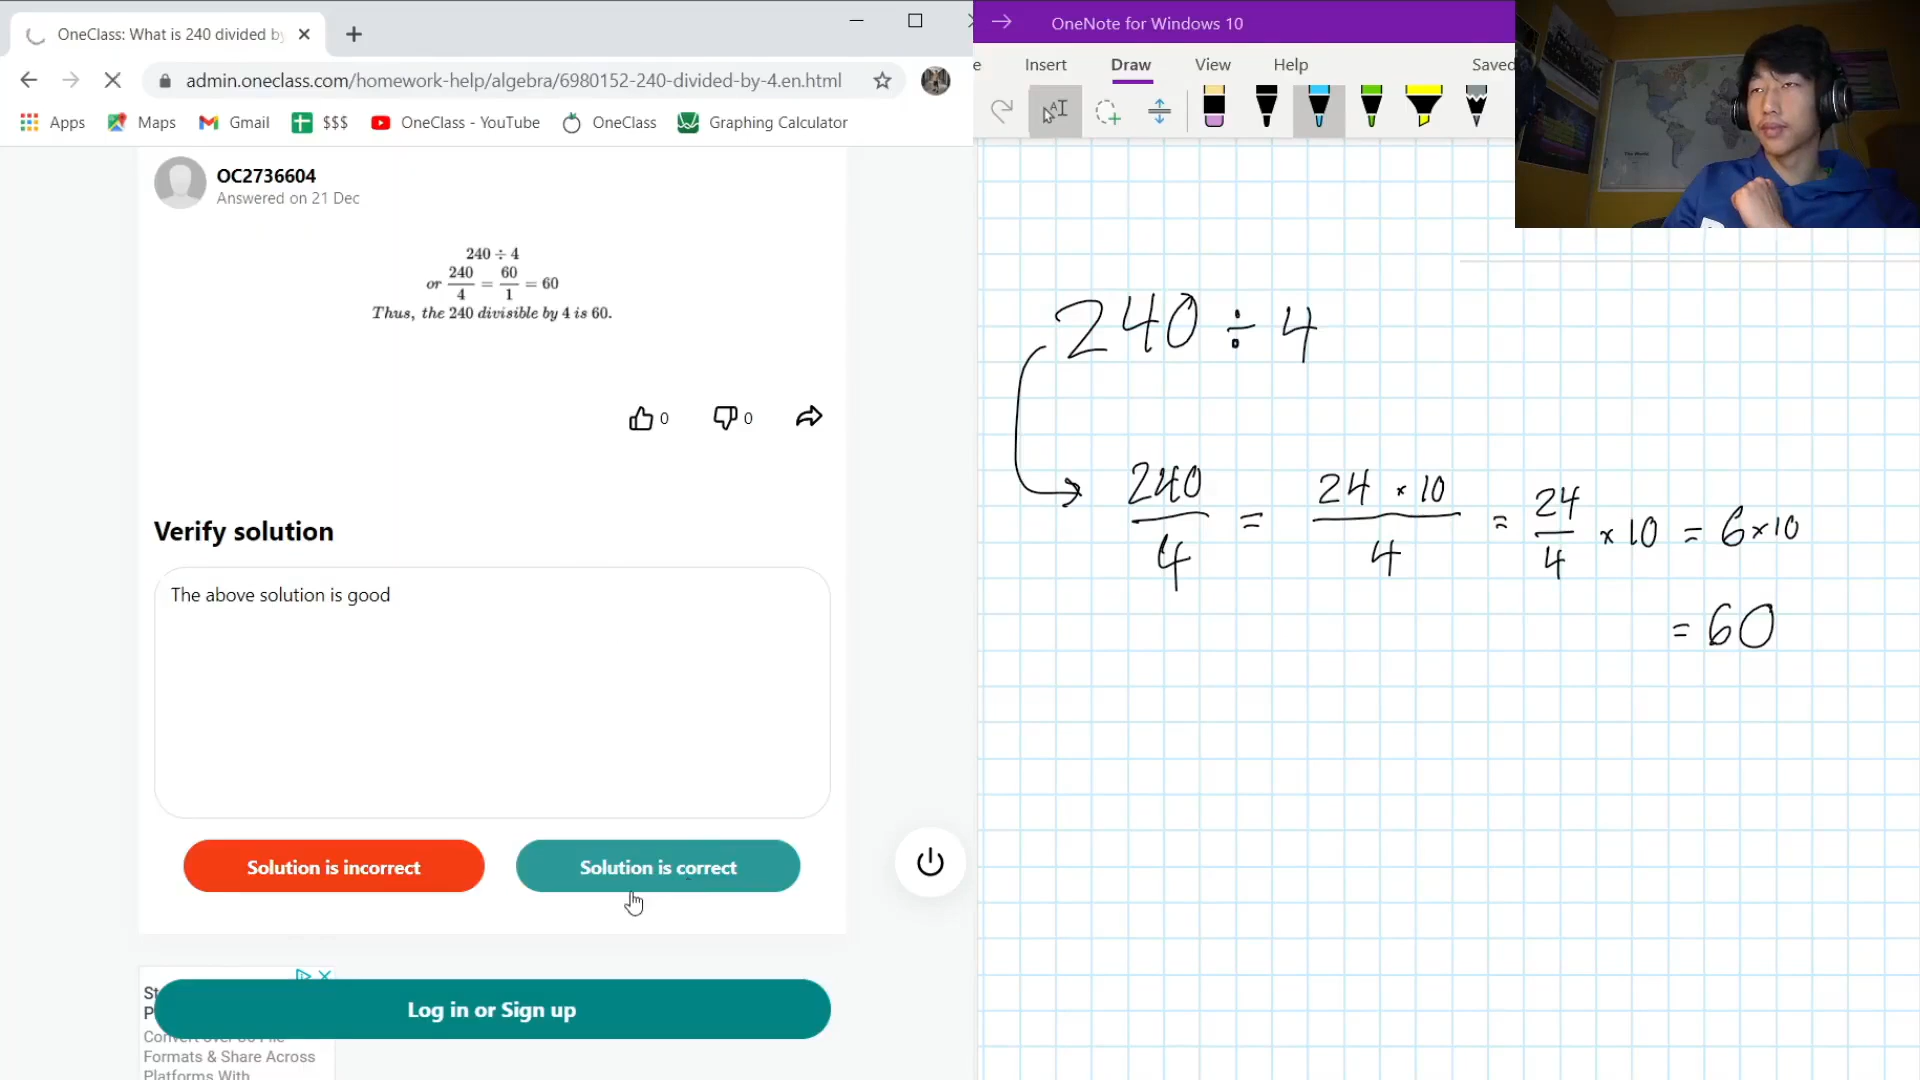 OneClass: What is 240 divided by
OneNote for Windows 10
admin.oneclass.com/homework-help/algebra/6980152-240-divided-by-4.en.html
Insert Draw View Help Saved
Apps Maps Gmail $$$ OneClass - YouTube OneClass Graphing Calculator
OC2736604
Answered on 21 Dec
240 ÷ 4
or 240/4 = 60/1 = 60
Thus, the 240 divisible by 4 is 60.
0 0
Verify solution
The above solution is good
Solution is incorrect Solution is correct
Log in or Sign up
St
P
Formats & Share Across
Platforms With
240 ÷ 4
240/4 = 24 × 10/4 = 24/4 × 10 = 6×10
= 60